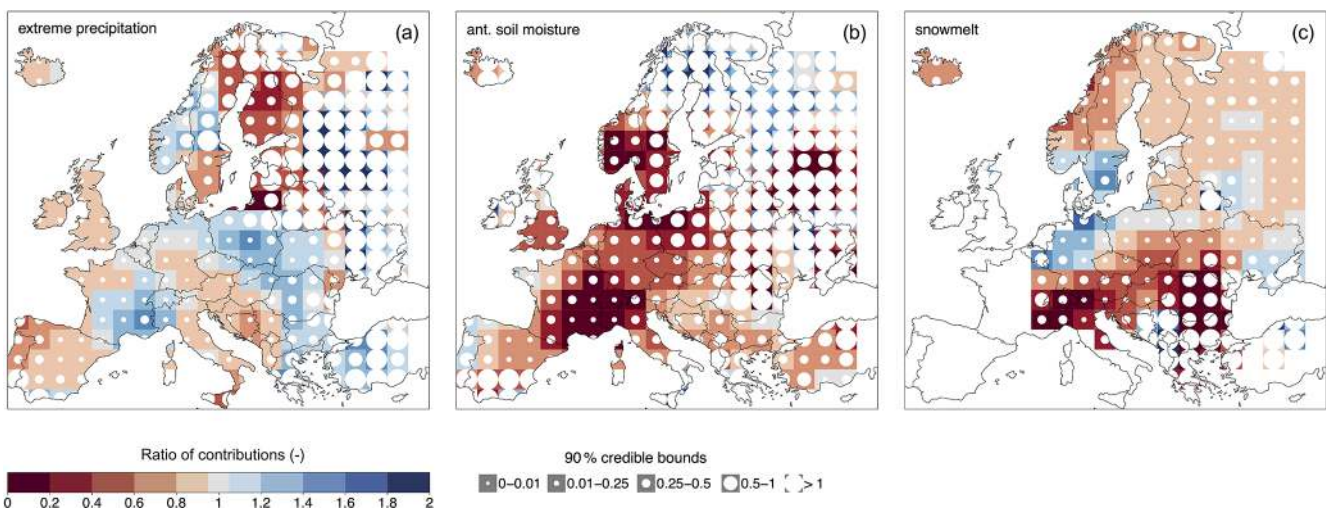 extreme precipitation (a)
ant. soil moisture (b)
snowmelt (c)
Ratio of contributions (-)
0 0.2 0.4 0.6 0.8 1 1.2 1.4 1.6 1.8 2
90 % credible bounds
0–0.01 0.01–0.25 0.25–0.5 0.5–1 > 1